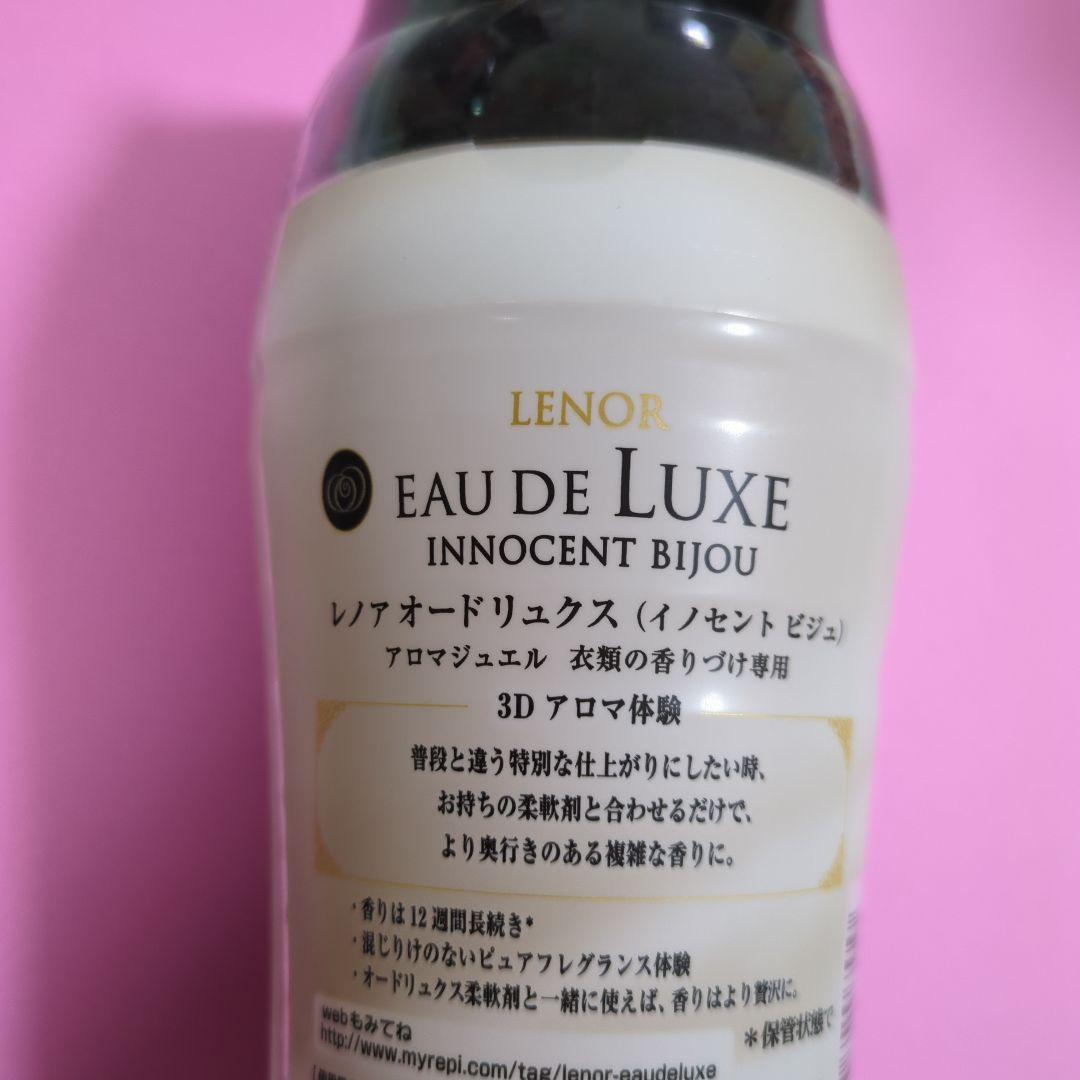 LENOR
EAU DE LUXE
INNOCENT BIJOU
レノア オードリュクス（イノセント ビジュ）
アロマジュエル 衣類の香りづけ専用
3D アロマ体験
普段と違う特別な仕上がりにしたい時、
お持ちの柔軟剤と合わせるだけで、
より奥行きのある複雑な香りに。
・香りは12週間長続き*
・混じりけのないピュアフレグランス体験
・オードリュクス柔軟剤と一緒に使えば、香りはより贅沢に。
*保管状態で
webもみてね
http://www.myrepi.com/tag/lenor-eaudeluxe